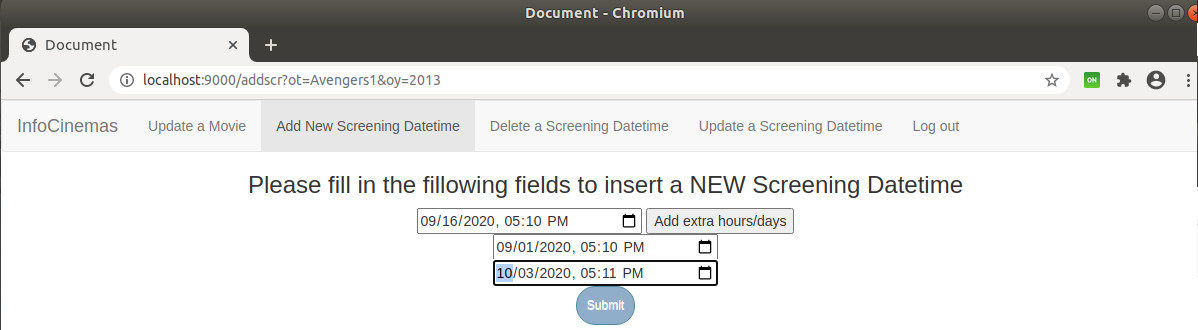 Document - Chromium
Document
localhost:9000/addscr?ot=Avengers1&oy=2013
ON
InfoCinemas Update a Movie Add New Screening Datetime Delete a Screening Datetime Update a Screening Datetime Log out
Please fill in the fillowing fields to insert a NEW Screening Datetime
09/16/2020, 05:10 PM Add extra hours/days
09/01/2020, 05:10 PM
10/03/2020, 05:11 PM
Submit